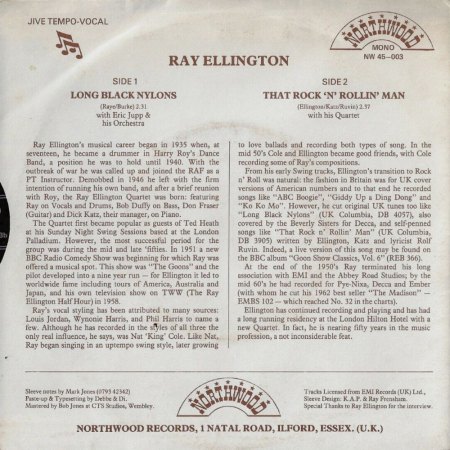 JIVE TEMPO-VOCAL
NORTHWOOD
MONO
NW 45-003
RAY ELLINGTON
SIDE 1
LONG BLACK NYLONS
(Raye/Burke) 2.31
with Eric Jupp &
his Orchestra
SIDE 2
THAT ROCK 'N' ROLLIN' MAN
(Ellington/Katz/Ruvin) 2.57
with his Quartet
Ray Ellington's musical career began in 1935 when, at
seventeen, he became a drummer in Harry Roy's Dance
Band, a position he was to hold until 1940. With the
outbreak of war he was called up and joined the RAF as a
PT Instructor. Demobbed in 1946 he left with the firm
intention of running his own band, and after a brief reunion
with Roy, the Ray Ellington Quartet was born: featuring
Ray on Vocals and Drums, Bob Duffy on Bass, Don Fraser
(Guitar) and Dick Katz, their manager, on Piano.
The Quartet first became popular as guests of Ted Heath
at his Sunday Night Swing Sessions based at the London
Palladium. However, the most successful period for the
group was during the mid and late 'fifties. In 1951 a new
BBC Radio Comedy Show was beginning for which Ray was
offered a musical spot. This show was "The Goons" and the
pilot developed into a nine year run — for Ellington it led to
worldwide fame including tours of America, Australia and
Japan, and his own television show on TWW (The Ray
Ellington Half Hour) in 1958.
Ray's vocal styling has been attributed to many sources:
Louis Jordan, Wynonie Harris, and Phil Harris to name a
few. Although he has recorded in the styles of all three the
only real influence, he says, was Nat 'King' Cole. Like Nat,
Ray began singing in an uptempo swing style, later growing
to love ballads and recording both types of song. In the
mid 50's Cole and Ellington became good friends, with Cole
recording some of Ray's compositions.
From his early Swing tracks, Ellington's transition to Rock
n' Roll was natural: the fashion in Britain was for UK cover
versions of American numbers and to that end he recorded
songs like "ABC Boogie", "Giddy Up a Ding Dong" and
"Ko Ko Mo". However, he cut original UK tunes too like
"Long Black Nylons" (UK Columbia, DB 4057), also
covered by the Beverly Sisters for Decca, and self-penned
songs like "That Rock n' Rollin' Man" (UK Columbia,
DB 3905) written by Ellington, Katz and lyricist Rolf
Ruvin. Indeed, a live version of this song may be found on
the BBC album "Goon Show Classics, Vol. 6" (REB 366).
At the end of the 1950's Ray terminated his long
association with EMI Records and the Abbey Road Studios; by the
mid 60's he had recorded for Pye-Nixa, Decca and Ember
(with whom he cut his 1962 best seller "The Madison" —
EMBS 102 — which reached No. 32 in the charts).
Ellington has continued recording and playing and has had
a long running residency at the London Hilton Hotel with a
new Quartet. In fact, he is nearing fifty years in the music
profession, a not inconsiderable feat.
Sleeve notes by Mark Jones (0793 42342)
Paste-up & Typesetting by Debbe & Di.
Mastered by Bob Jones at CTS Studios, Wembley.
NORTHWOOD
Tracks Licensed from EMI Records (UK) Ltd.,
Sleeve Design: K.A.P. & Ray Frensham.
Special Thanks to Ray Ellington for the interview.
NORTHWOOD RECORDS, 1 NATAL ROAD, ILFORD, ESSEX. (U.K.)